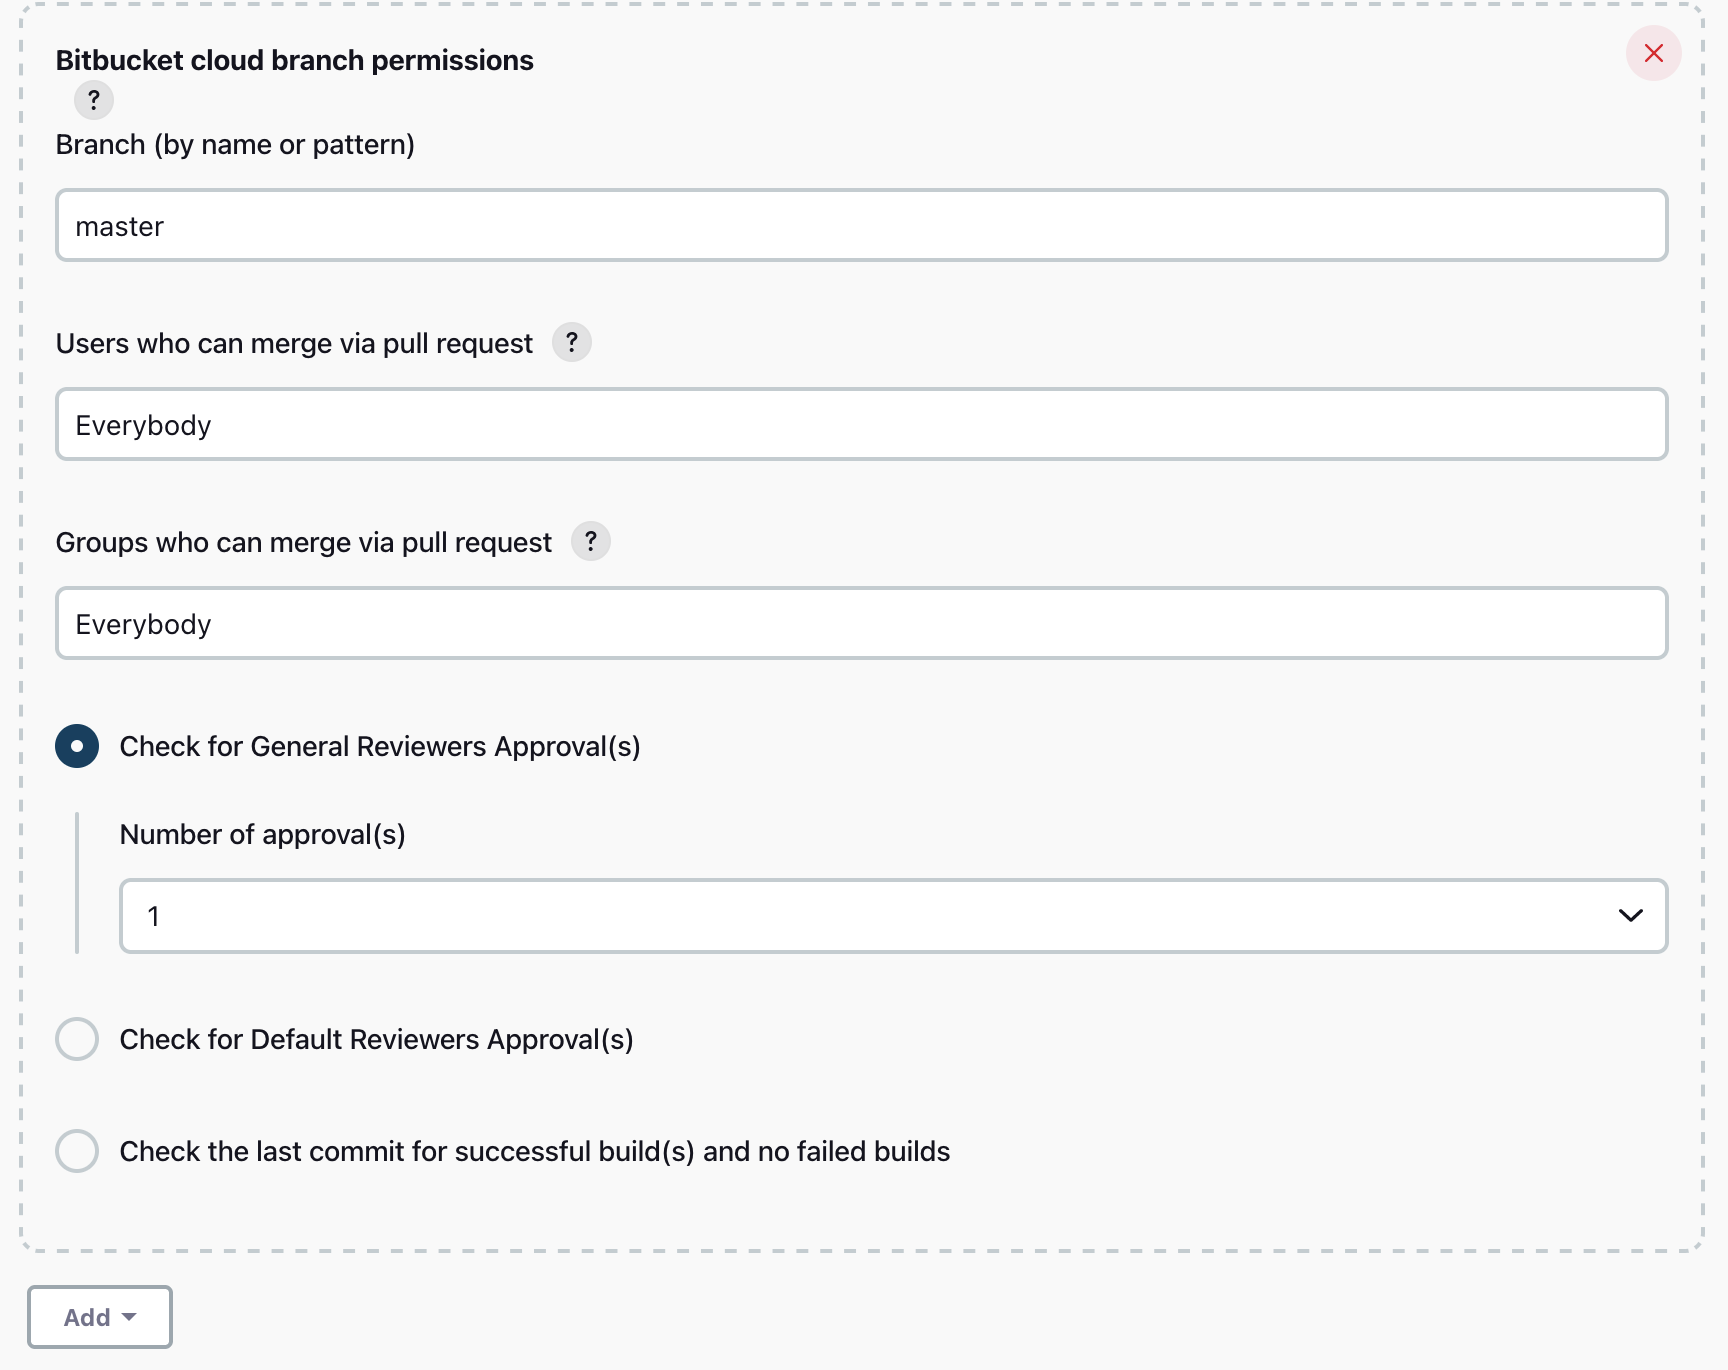 Bitbucket cloud branch permissions
?
Branch (by name or pattern)
master
Users who can merge via pull request ?
Everybody
Groups who can merge via pull request ?
Everybody
Check for General Reviewers Approval(s)
Number of approval(s)
1
Check for Default Reviewers Approval(s)
Check the last commit for successful build(s) and no failed builds
Add